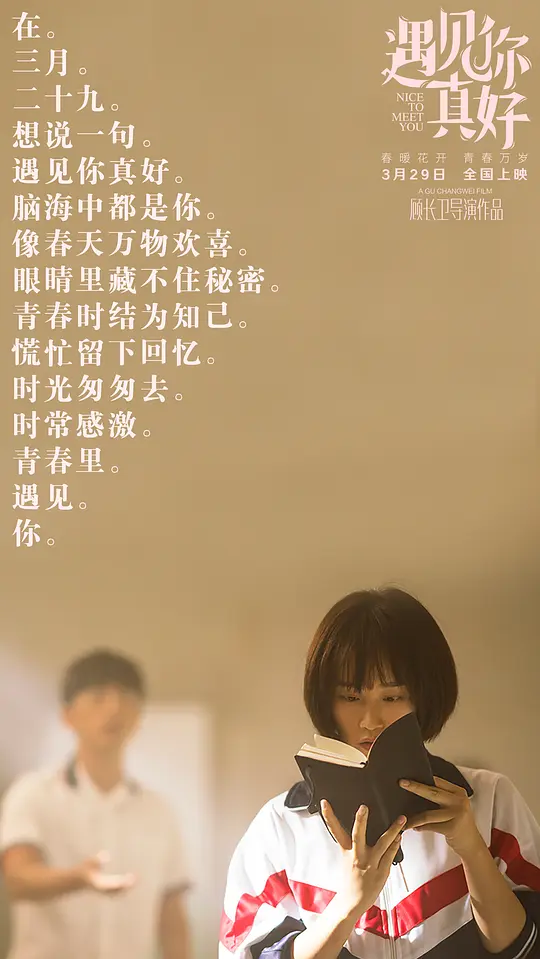 在。
三月。
二十九。
想说一句。
遇见你真好。
脑海中都是你。
像春天万物欢喜。
眼睛里藏不住秘密。
青春时结为知己。
慌忙留下回忆。
时光匆匆去。
时常感激。
青春里。
遇见。
你。
遇见你
真好
NICE
TO
MEET
YOU
春暖花开 青春万岁
3月29日 全国上映
A GU CHANGWEI FILM
顾长卫导演作品